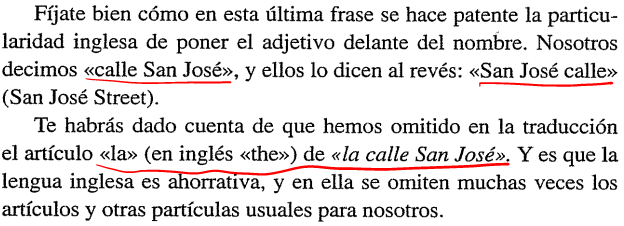 Fíjate bien cómo en esta última frase se hace patente la particu-
laridad inglesa de poner el adjetivo delante del nombre. Nosotros
decimos «calle San José», y ellos lo dicen al revés: «San José calle»
(San José Street).
Te habrás dado cuenta de que hemos omitido en la traducción
el artículo «la» (en inglés «the») de «la calle San José». Y es que la
lengua inglesa es ahorrativa, y en ella se omiten muchas veces los
artículos y otras partículas usuales para nosotros.